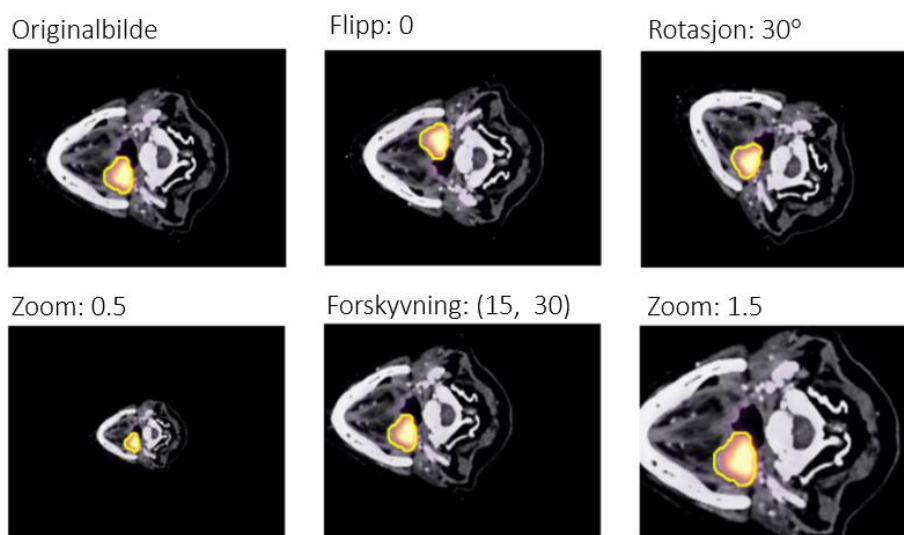 Originalbilde
Flipp: 0
Rotasjon: 30°
Zoom: 0.5
Forskyvning: (15, 30)
Zoom: 1.5